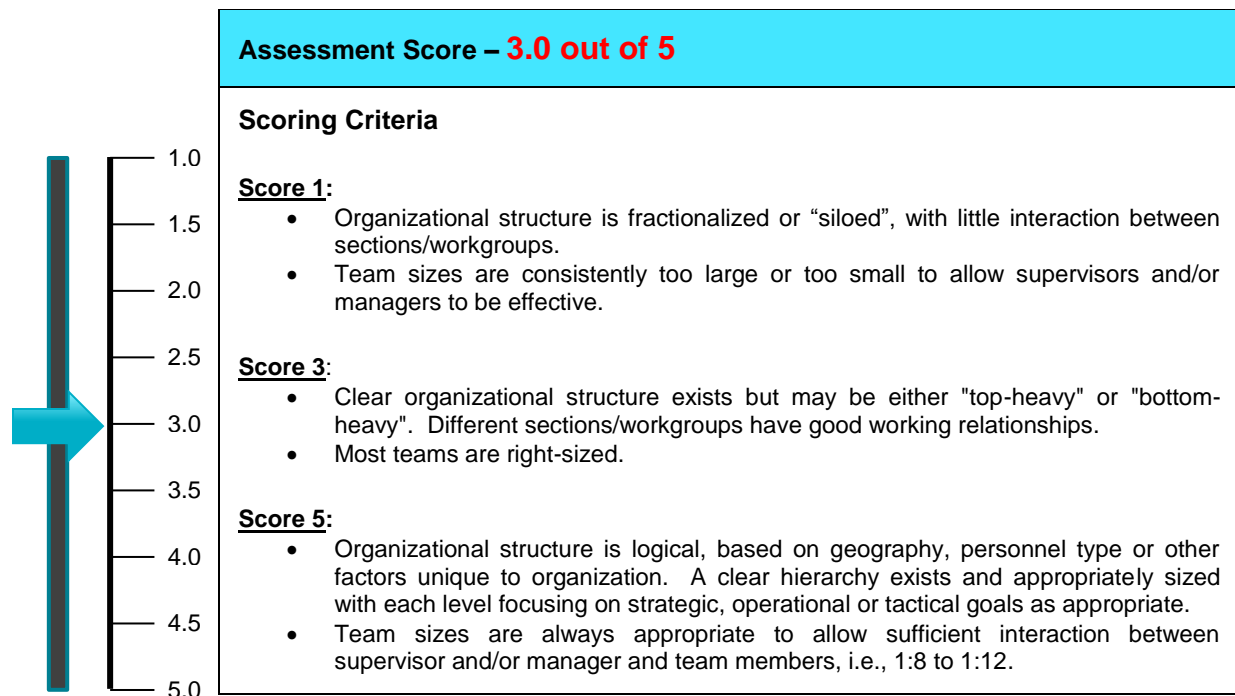 Assessment Score – 3.0 out of 5
Scoring Criteria
1.0
1.5
2.0
2.5
3.0
3.5
4.0
4.5
5.0
Score 1:
• Organizational structure is fractionalized or “siloed”, with little interaction between
sections/workgroups.
• Team sizes are consistently too large or too small to allow supervisors and/or
managers to be effective.
Score 3:
• Clear organizational structure exists but may be either "top-heavy" or "bottom-
heavy". Different sections/workgroups have good working relationships.
• Most teams are right-sized.
Score 5:
• Organizational structure is logical, based on geography, personnel type or other
factors unique to organization. A clear hierarchy exists and appropriately sized
with each level focusing on strategic, operational or tactical goals as appropriate.
• Team sizes are always appropriate to allow sufficient interaction between
supervisor and/or manager and team members, i.e., 1:8 to 1:12.